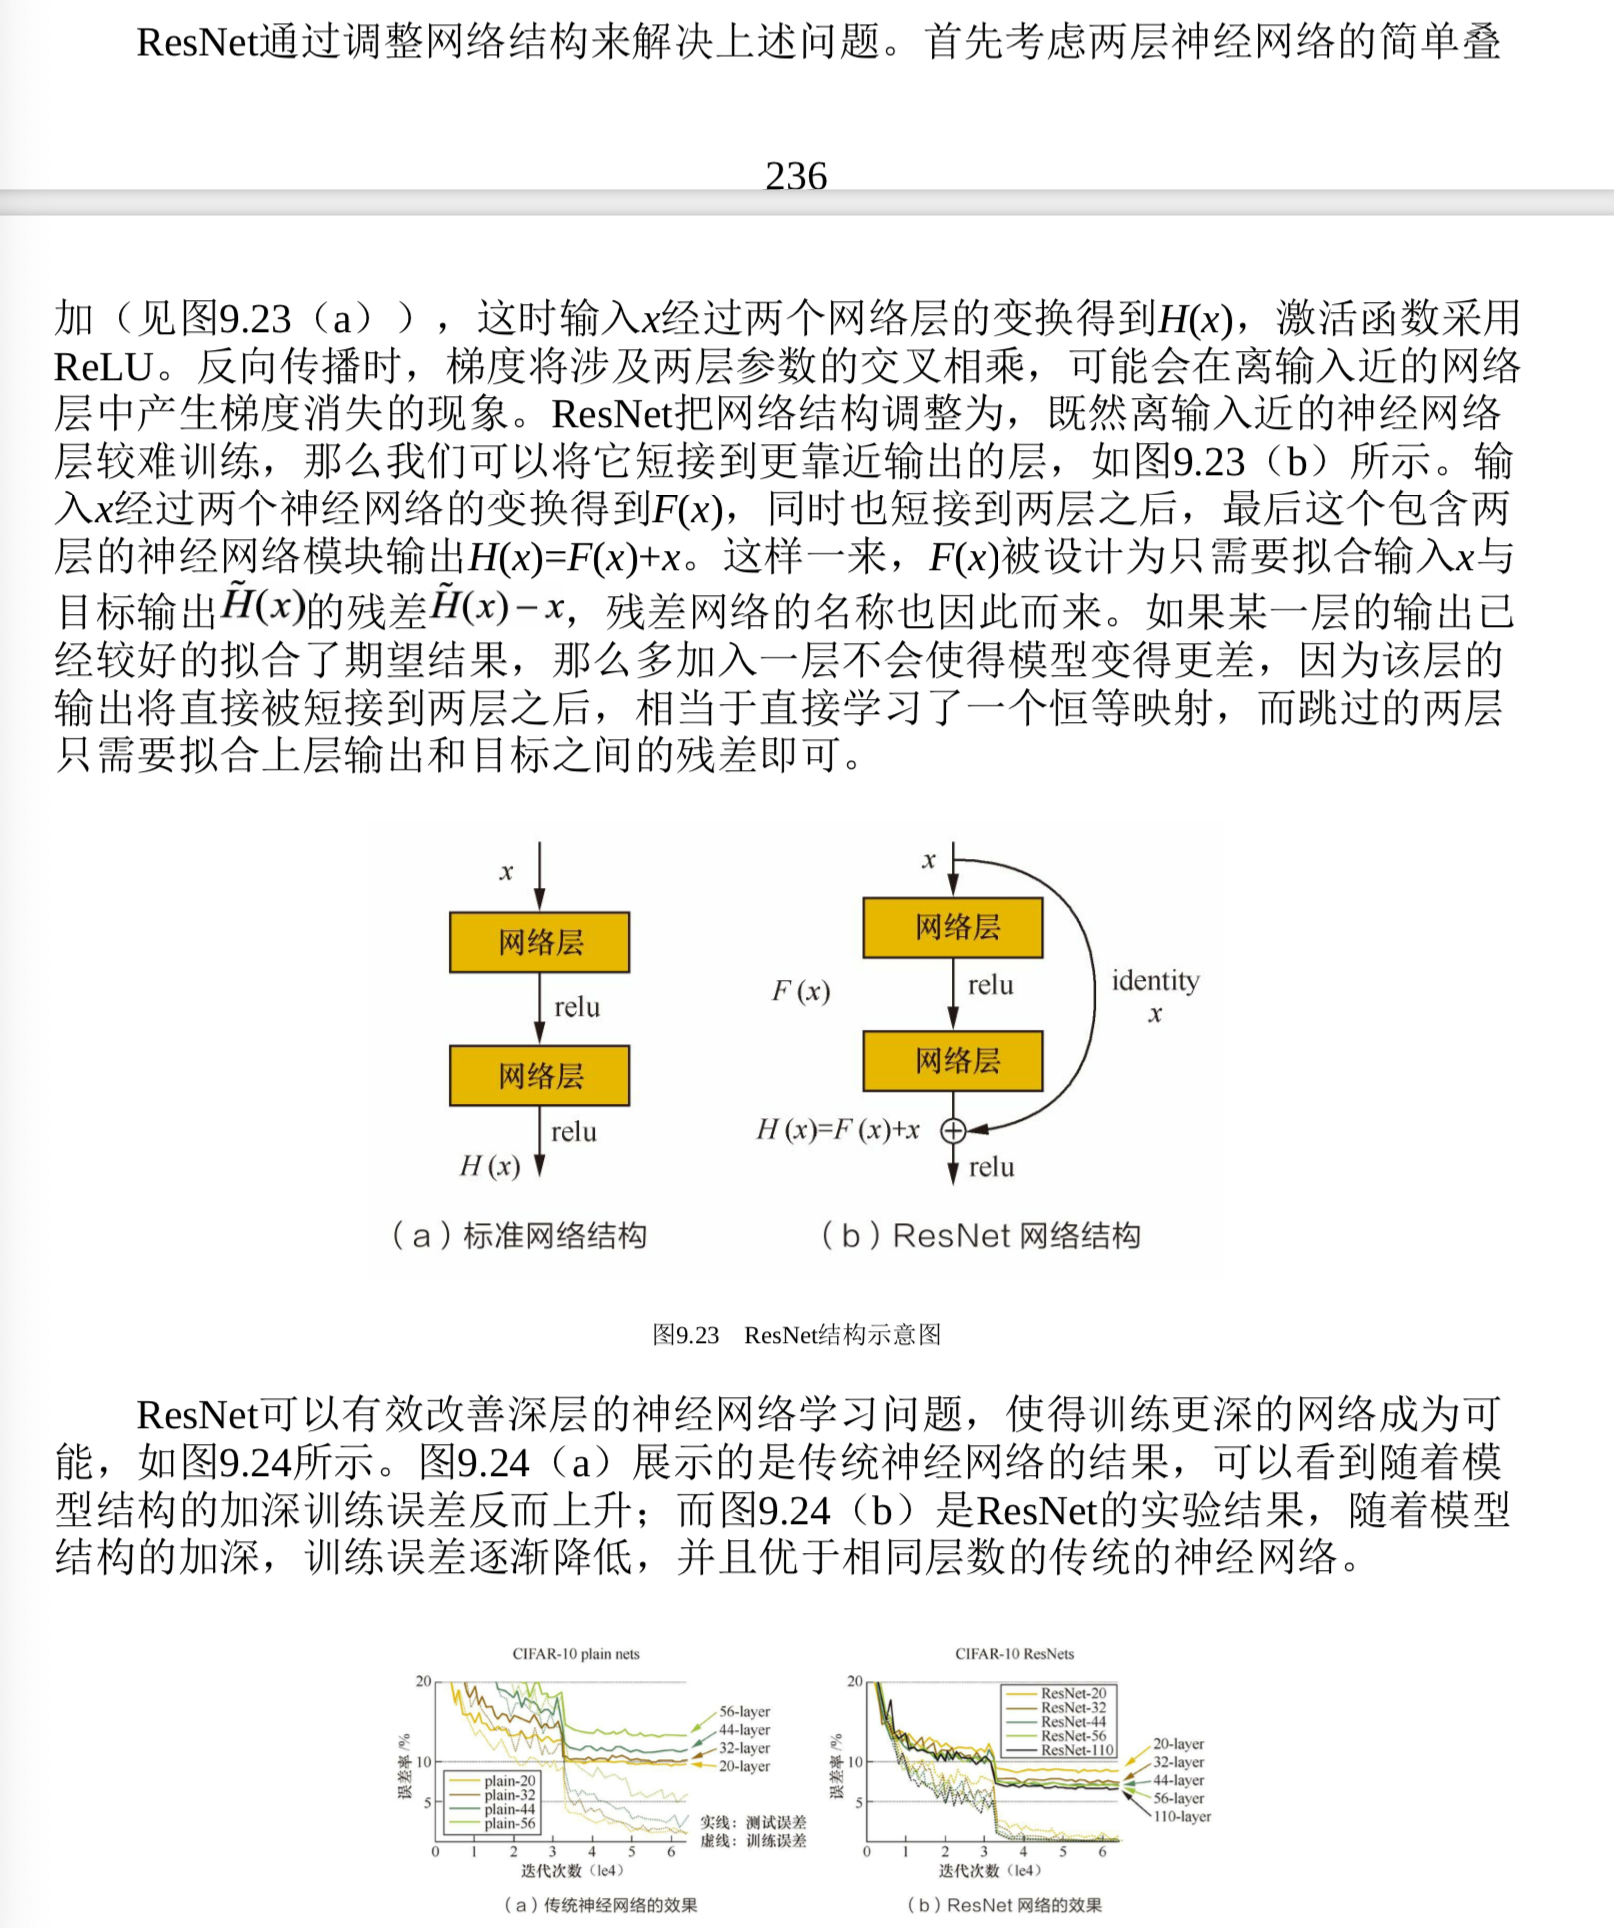 ResNet通过调整网络结构来解决上述问题。首先考虑两层神经网络的简单叠
236
加（见图9.23（a）），这时输入x经过两个网络层的变换得到H(x)，激活函数采用
ReLU。反向传播时，梯度将涉及两层参数的交叉相乘，可能会在离输入近的网络
层中产生梯度消失的现象。ResNet把网络结构调整为，既然离输入近的神经网络
层较难训练，那么我们可以将它短接到更靠近输出的层，如图9.23（b）所示。输
入x经过两个神经网络的变换得到F(x)，同时也短接到两层之后，最后这个包含两
层的神经网络模块输出H(x)=F(x)+x。这样一来，F(x)被设计为只需要拟合输入x与
目标输出H̃(x)的残差H̃(x)−x，残差网络的名称也因此而来。如果某一层的输出已
经较好的拟合了期望结果，那么多加入一层不会使得模型变得更差，因为该层的
输出将直接被短接到两层之后，相当于直接学习了一个恒等映射，而跳过的两层
只需要拟合上层输出和目标之间的残差即可。
x
网络层
relu
网络层
relu
H (x)
（a）标准网络结构
x
网络层
F (x)
relu
identity
x
网络层
H (x)=F (x)+x
relu
（b）ResNet 网络结构
图9.23 ResNet结构示意图
ResNet可以有效改善深层的神经网络学习问题，使得训练更深的网络成为可
能，如图9.24所示。图9.24（a）展示的是传统神经网络的结果，可以看到随着模
型结构的加深训练误差反而上升；而图9.24（b）是ResNet的实验结果，随着模型
结构的加深，训练误差逐渐降低，并且优于相同层数的传统的神经网络。
CIFAR-10 plain nets
20
10
5
误差率/%
56-layer
44-layer
32-layer
20-layer
plain-20
plain-32
plain-44
plain-56
实线：测试误差
虚线：训练误差
0 1 2 3 4 5 6
迭代次数（le4）
（a）传统神经网络的效果
CIFAR-10 ResNets
20
10
5
误差率/%
ResNet-20
ResNet-32
ResNet-44
ResNet-56
ResNet-110
20-layer
32-layer
44-layer
56-layer
110-layer
0 1 2 3 4 5 6
迭代次数（le4）
（b）ResNet 网络的效果